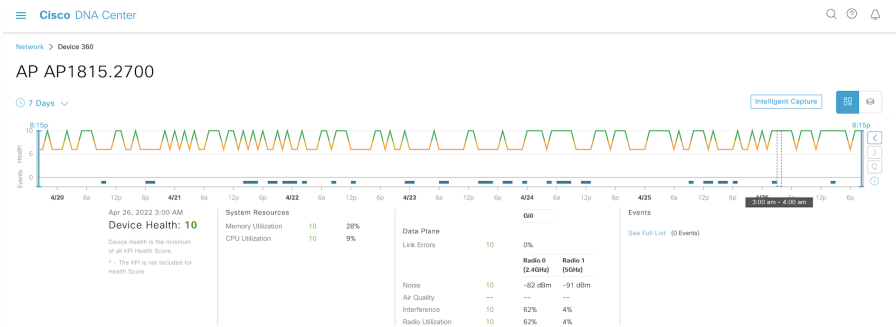 Cisco DNA Center
Network > Device 360
AP AP1815.2700
7 Days
Intelligent Capture
8:15p
8:15p
10
5
0
Health
Events
4/20 6a 12p 6p 4/21 6a 12p 6p 4/22 6a 12p 6p 4/23 6a 12p 6p 4/24 6a 12p 6p 4/25 6a 12p 6p 4/26 6a 12p 6p
3:00 am - 4:00 am
Apr 26, 2022 3:00 AM
Device Health: 10
Device Health is the minimum
of all KPI Health Score.
* - The KPI is not included for
Health Score
System Resources
Memory Utilization 10 28%
CPU Utilization 10 9%
Gi0
Data Plane
Link Errors 10 0%
Radio 0 Radio 1
(2.4GHz) (5GHz)
Noise 10 -82 dBm -91 dBm
Air Quality -- -- --
Interference 10 62% 4%
Radio Utilization 10 62% 4%
Events
See Full List (0 Events)